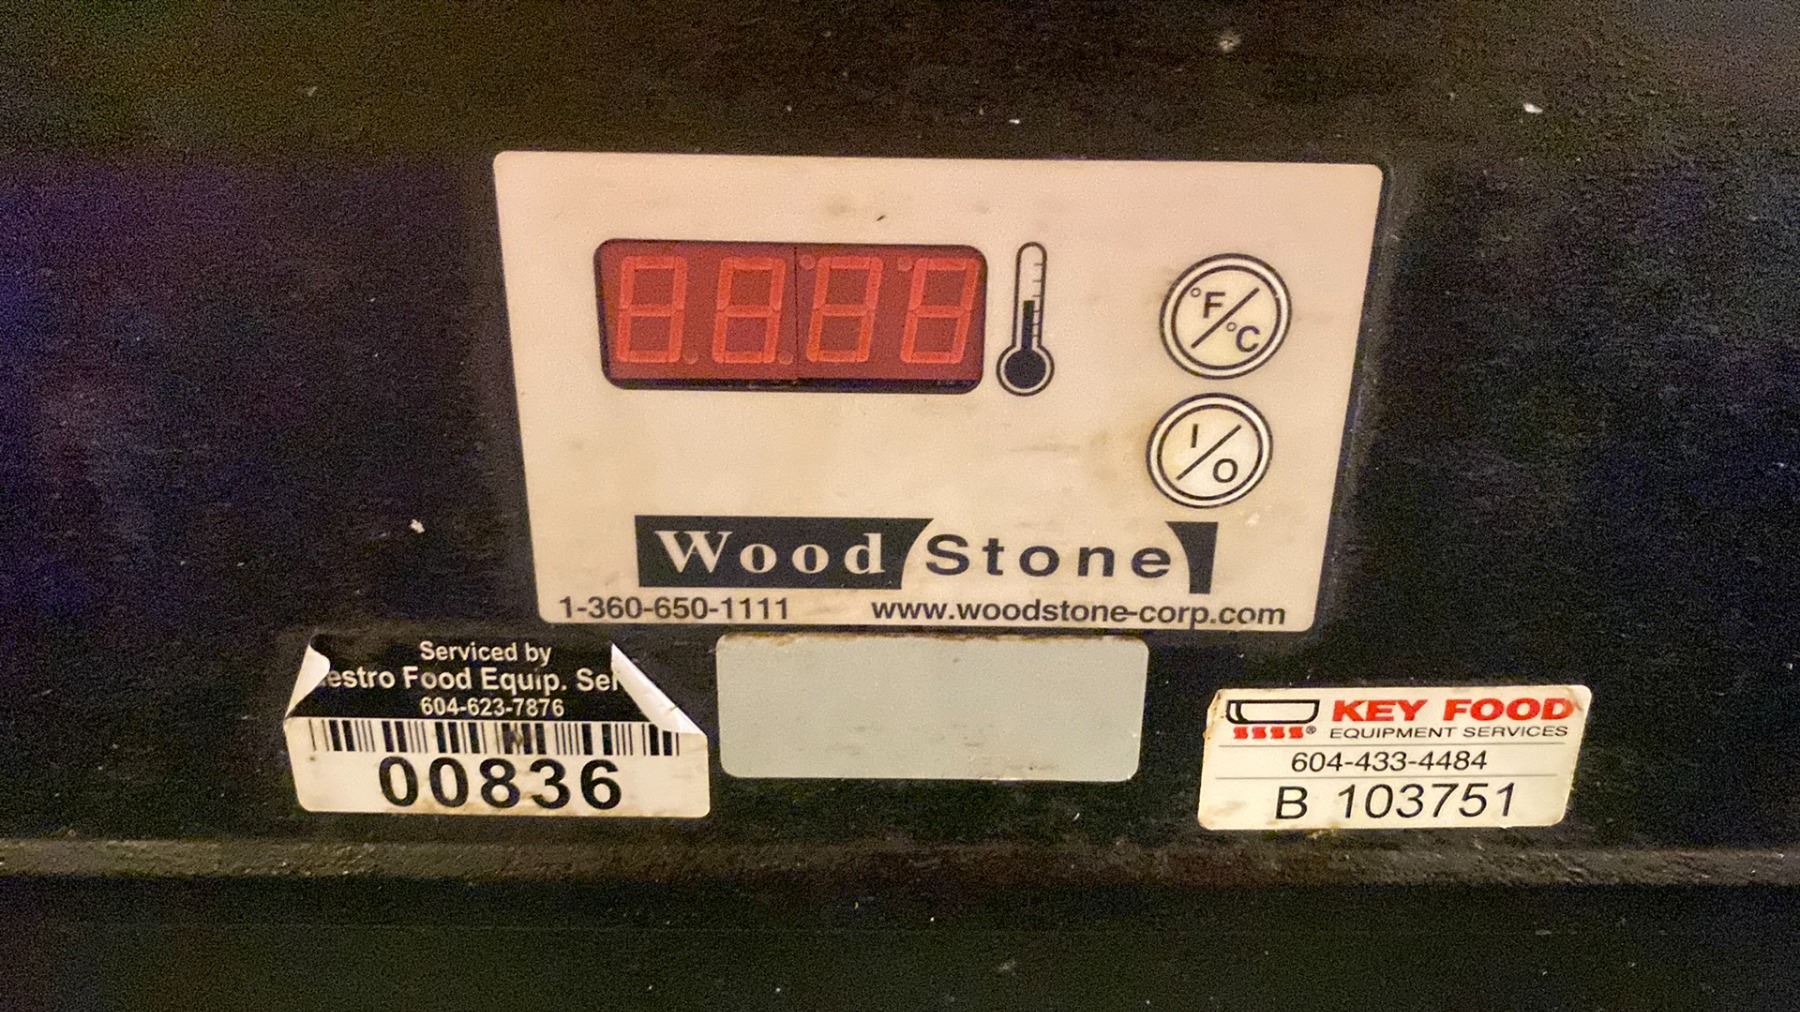 °F/°C
I/O
Wood Stone
1-360-650-1111 www.woodstone-corp.com
Serviced by
Food Equip.
604-623-7876
00836
KEY FOOD
EQUIPMENT SERVICES
604-433-4484
B 103751